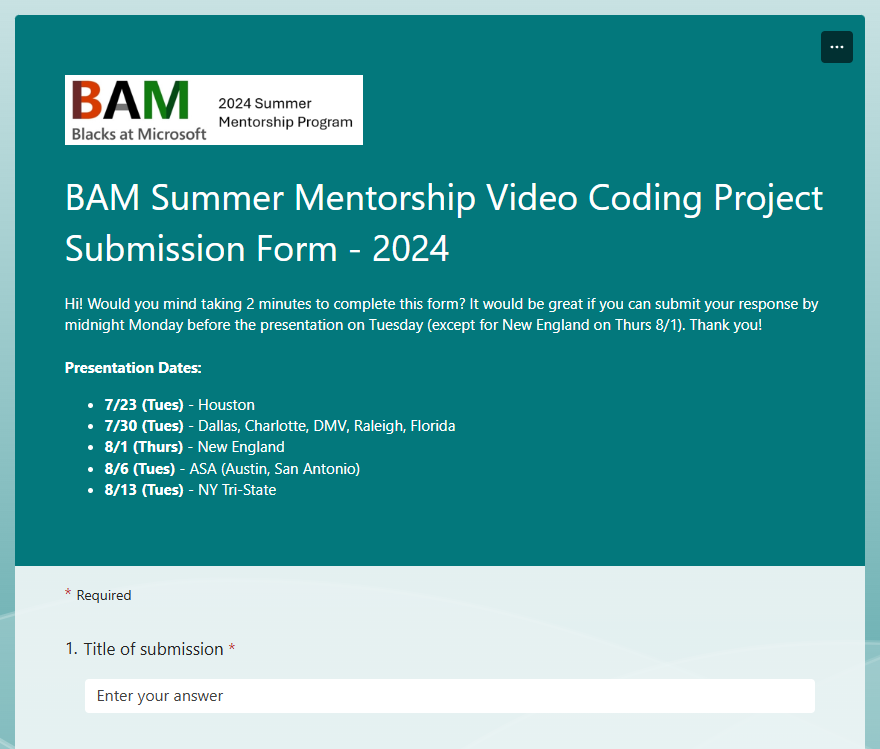 ...
BAM
Blacks at Microsoft
2024 Summer
Mentorship Program
BAM Summer Mentorship Video Coding Project
Submission Form - 2024
Hi! Would you mind taking 2 minutes to complete this form? It would be great if you can submit your response by
midnight Monday before the presentation on Tuesday (except for New England on Thurs 8/1). Thank you!
Presentation Dates:
• 7/23 (Tues) - Houston
• 7/30 (Tues) - Dallas, Charlotte, DMV, Raleigh, Florida
• 8/1 (Thurs) - New England
• 8/6 (Tues) - ASA (Austin, San Antonio)
• 8/13 (Tues) - NY Tri-State
* Required
1. Title of submission *
Enter your answer